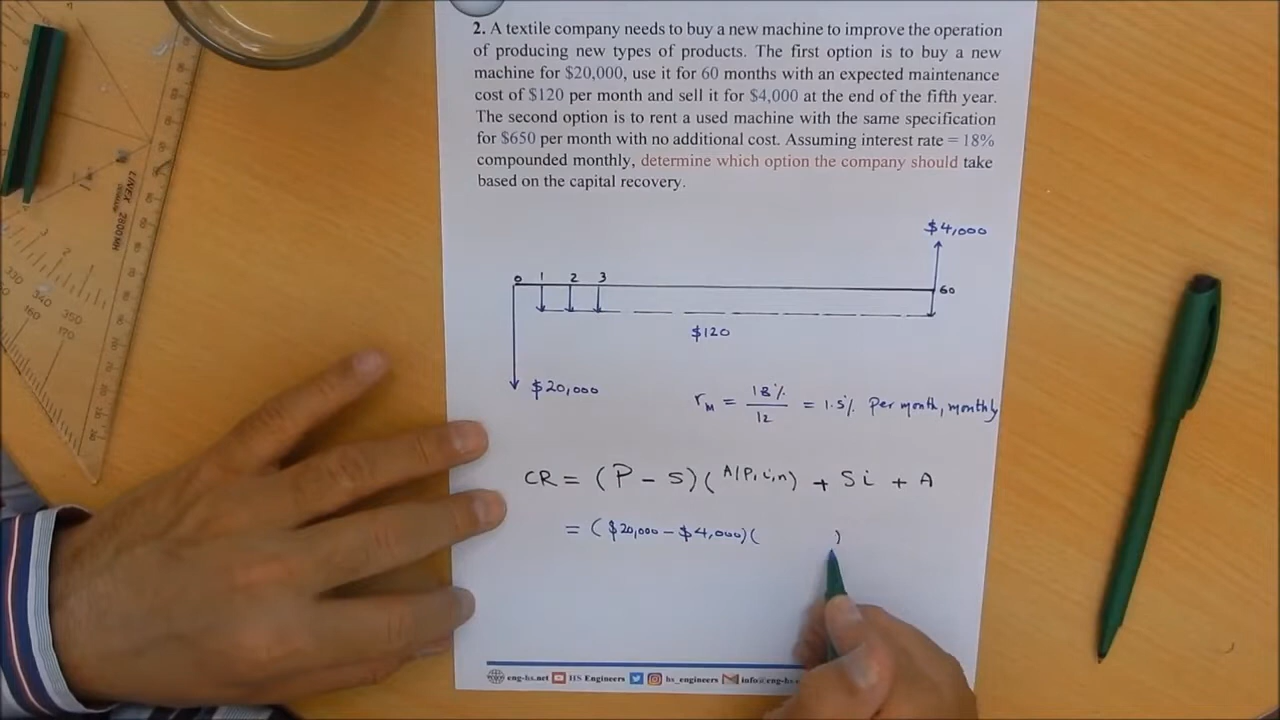 2. A textile company needs to buy a new machine to improve the operation
of producing new types of products. The first option is to buy a new
machine for $20,000, use it for 60 months with an expected maintenance
cost of $120 per month and sell it for $4,000 at the end of the fifth year.
The second option is to rent a used machine with the same specification
for $650 per month with no additional cost. Assuming interest rate = 18%
compounded monthly, determine which option the company should take
based on the capital recovery.
$4,000
0 1 2 3
60
$120
$20,000
r_M = 18% / 12 = 1.5% Per month, monthly
CR = (P - S)(A/P, i, n) + Si + A
= ($20,000 - $4,000)( )
eng-hs.net HS Engineers hs_engineers info@eng-hs
LINEX 2800MH